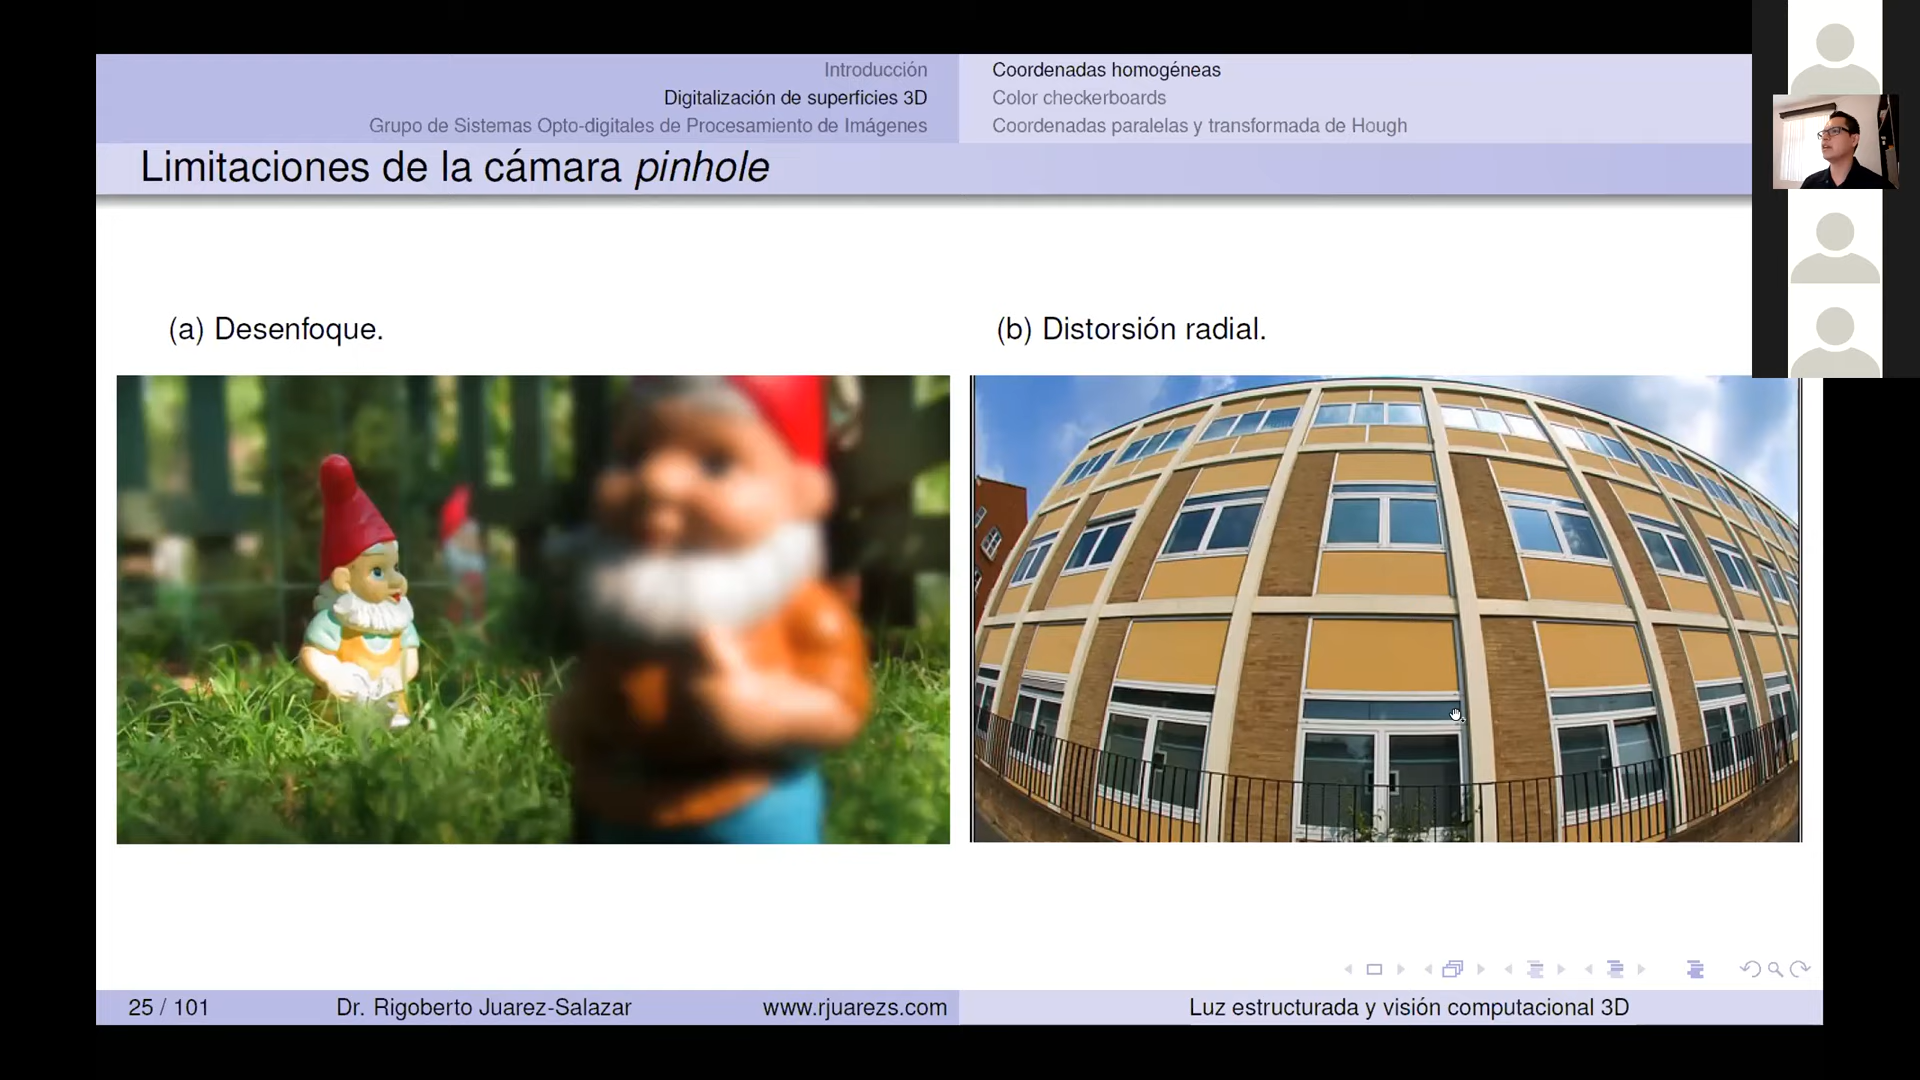 Introducción
Digitalización de superficies 3D
Grupo de Sistemas Opto-digitales de Procesamiento de Imágenes
Coordenadas homogéneas
Color checkerboards
Coordenadas paralelas y transformada de Hough
Limitaciones de la cámara pinhole
(a) Desenfoque.
(b) Distorsión radial.
25 / 101
Dr. Rigoberto Juarez-Salazar
www.rjuarezs.com
Luz estructurada y visión computacional 3D